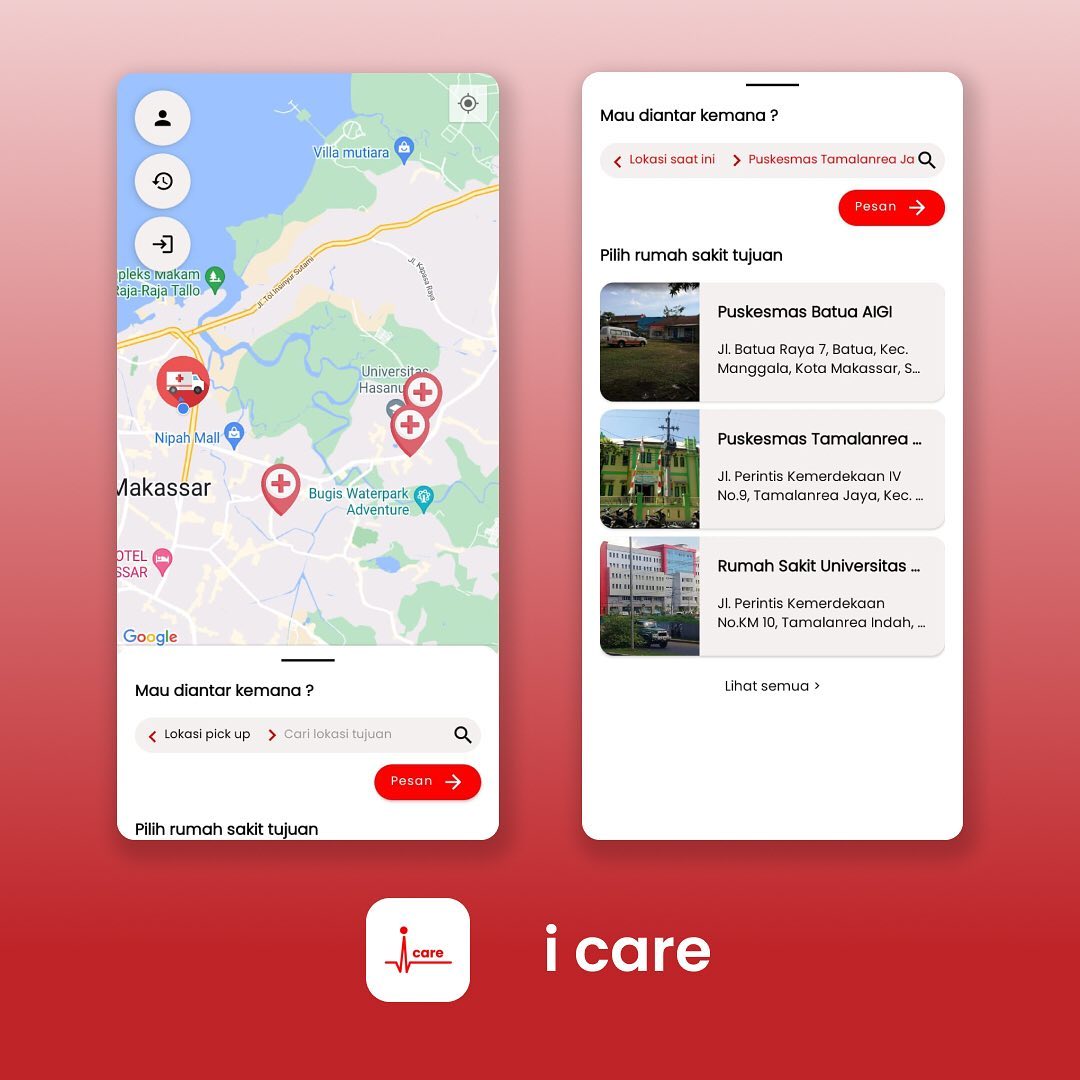 Villa mutiara
pleks Makam
Raja-Raja Tallo
Jl. Tol Insinyur Sutami
Jl. Kapasa Raya
Universitas
Hasanu
Nipah Mall
Makassar
Bugis Waterpark
Adventure
OTEL
SSAR
Google
Mau diantar kemana ?
Lokasi pick up
Cari lokasi tujuan
Pesan
Pilih rumah sakit tujuan
Mau diantar kemana ?
Lokasi saat ini
Puskesmas Tamalanrea Ja
Pesan
Pilih rumah sakit tujuan
Puskesmas Batua AIGI
Jl. Batua Raya 7, Batua, Kec.
Manggala, Kota Makassar, S...
Puskesmas Tamalanrea ...
Jl. Perintis Kemerdekaan IV
No.9, Tamalanrea Jaya, Kec. ...
Rumah Sakit Universitas ...
Jl. Perintis Kemerdekaan
No.KM 10, Tamalanrea Indah, ...
Lihat semua >
i care
i care